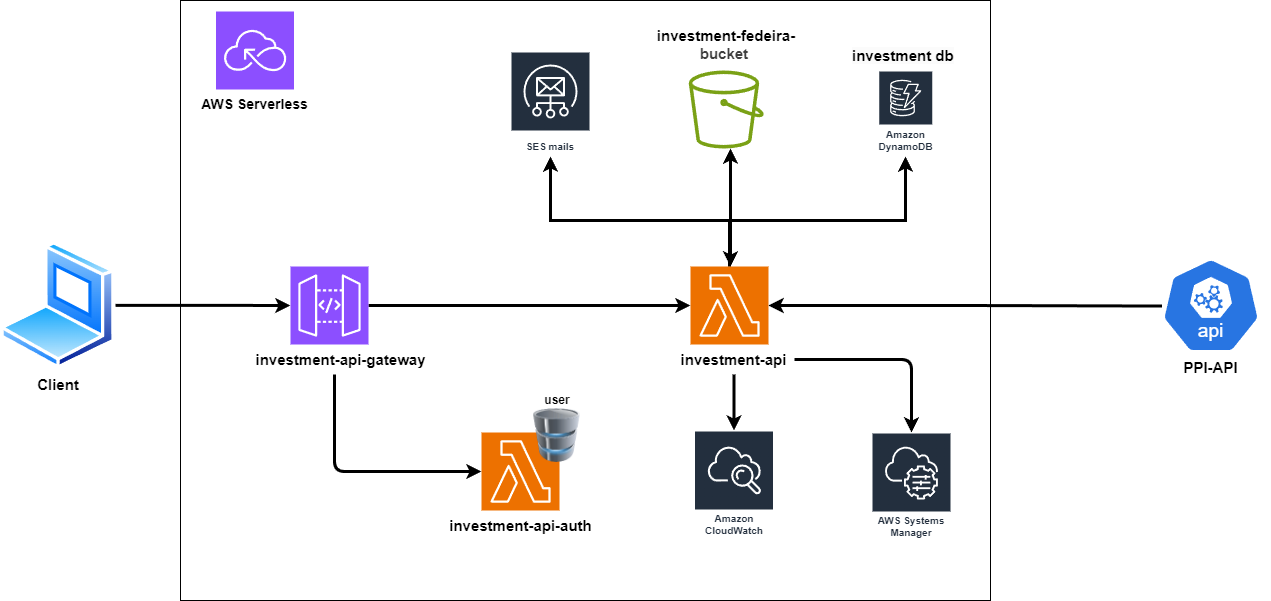 AWS Serverless
SES mails
investment-fedeira-
bucket
investment db
Amazon
DynamoDB
Client
</>
investment-api-gateway
investment-api
api
PPI-API
user
investment-api-auth
Amazon
CloudWatch
AWS Systems
Manager